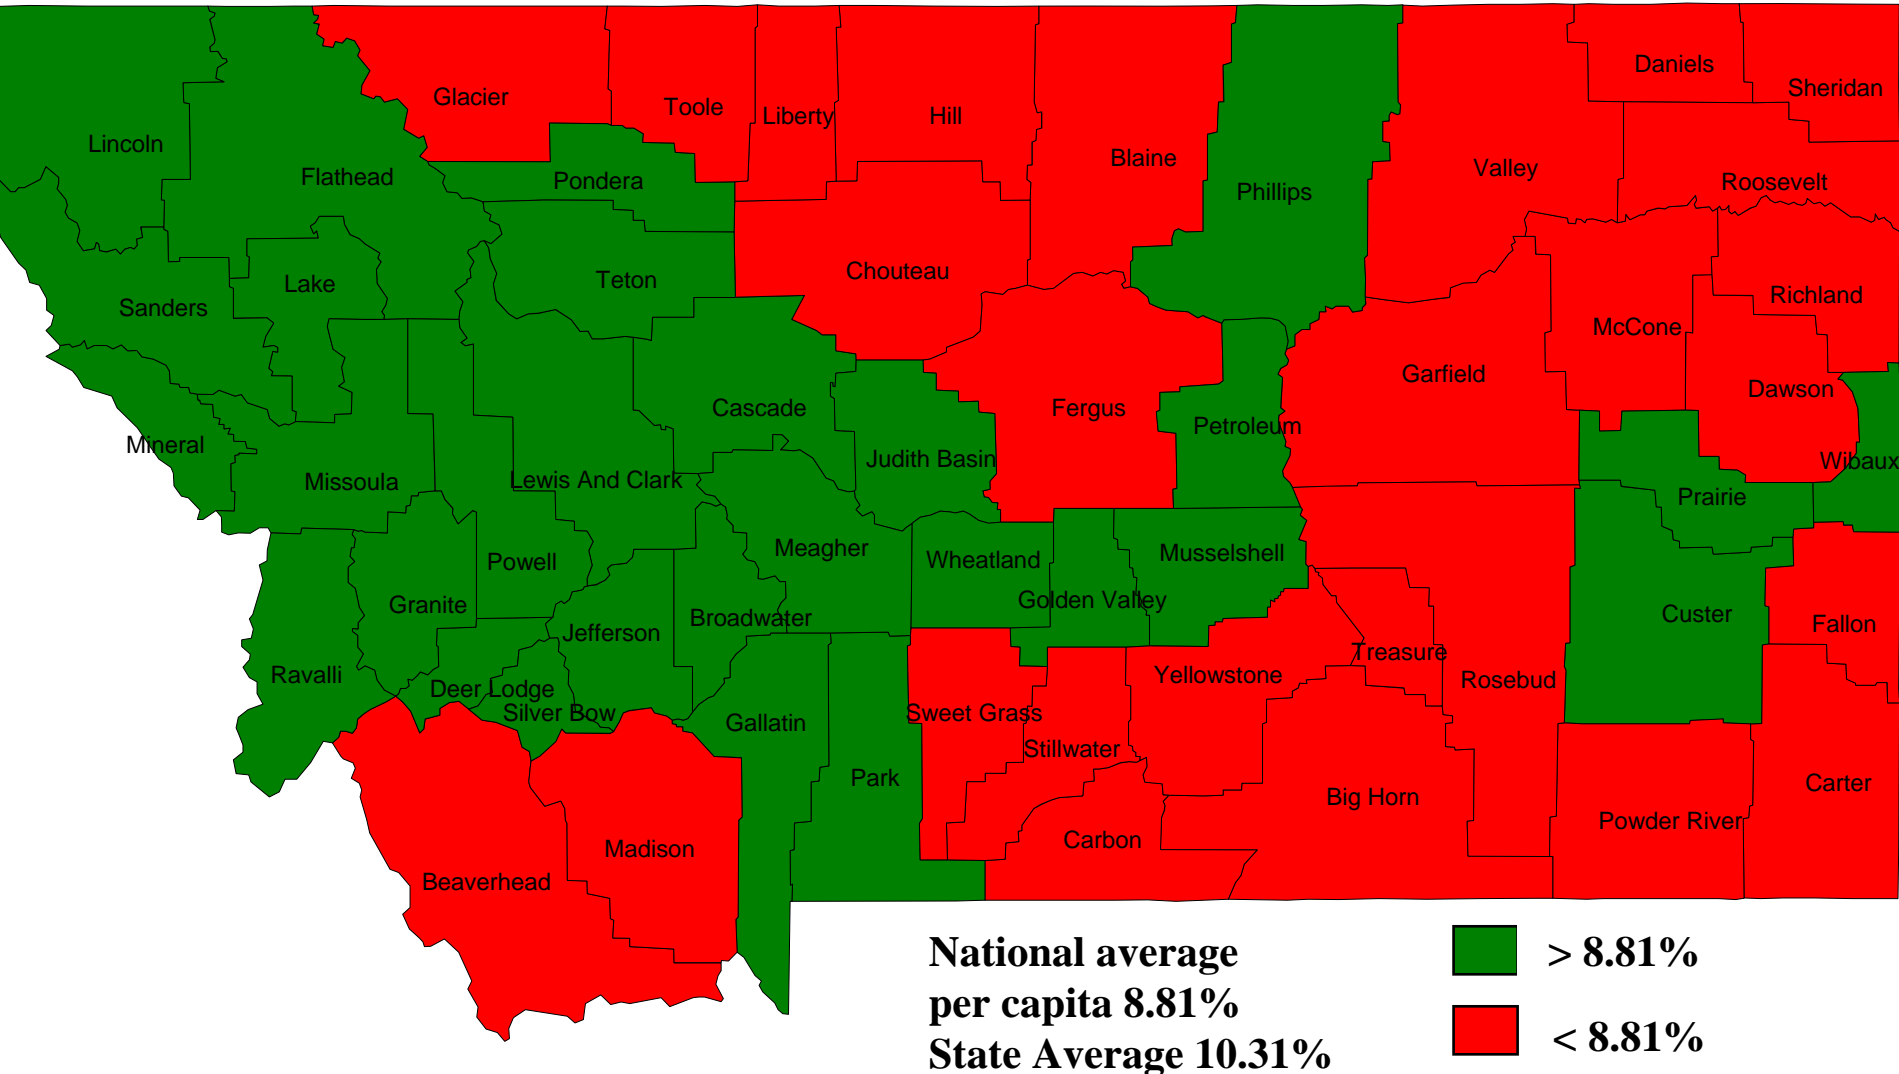 Daniels
Sheridan
Glacier
Toole
Liberty
Hill
Lincoln
Blaine
Valley
Flathead
Pondera
Phillips
Roosevelt
Chouteau
Teton
Lake
Sanders
Richland
McCone
Garfield
Dawson
Cascade
Fergus
Petroleum
Mineral
Judith Basin
Wibaux
Missoula
Lewis And Clark
Prairie
Meagher
Musselshell
Wheatland
Powell
Golden Valley
Granite
Broadwater
Custer
Fallon
Jefferson
Treasure
Ravalli
Yellowstone
Rosebud
Deer Lodge
Silver Bow
Sweet Grass
Gallatin
Stillwater
Park
Carter
Big Horn
Powder River
Carbon
Madison
Beaverhead
National average
per capita 8.81%
State Average 10.31%
> 8.81%
< 8.81%